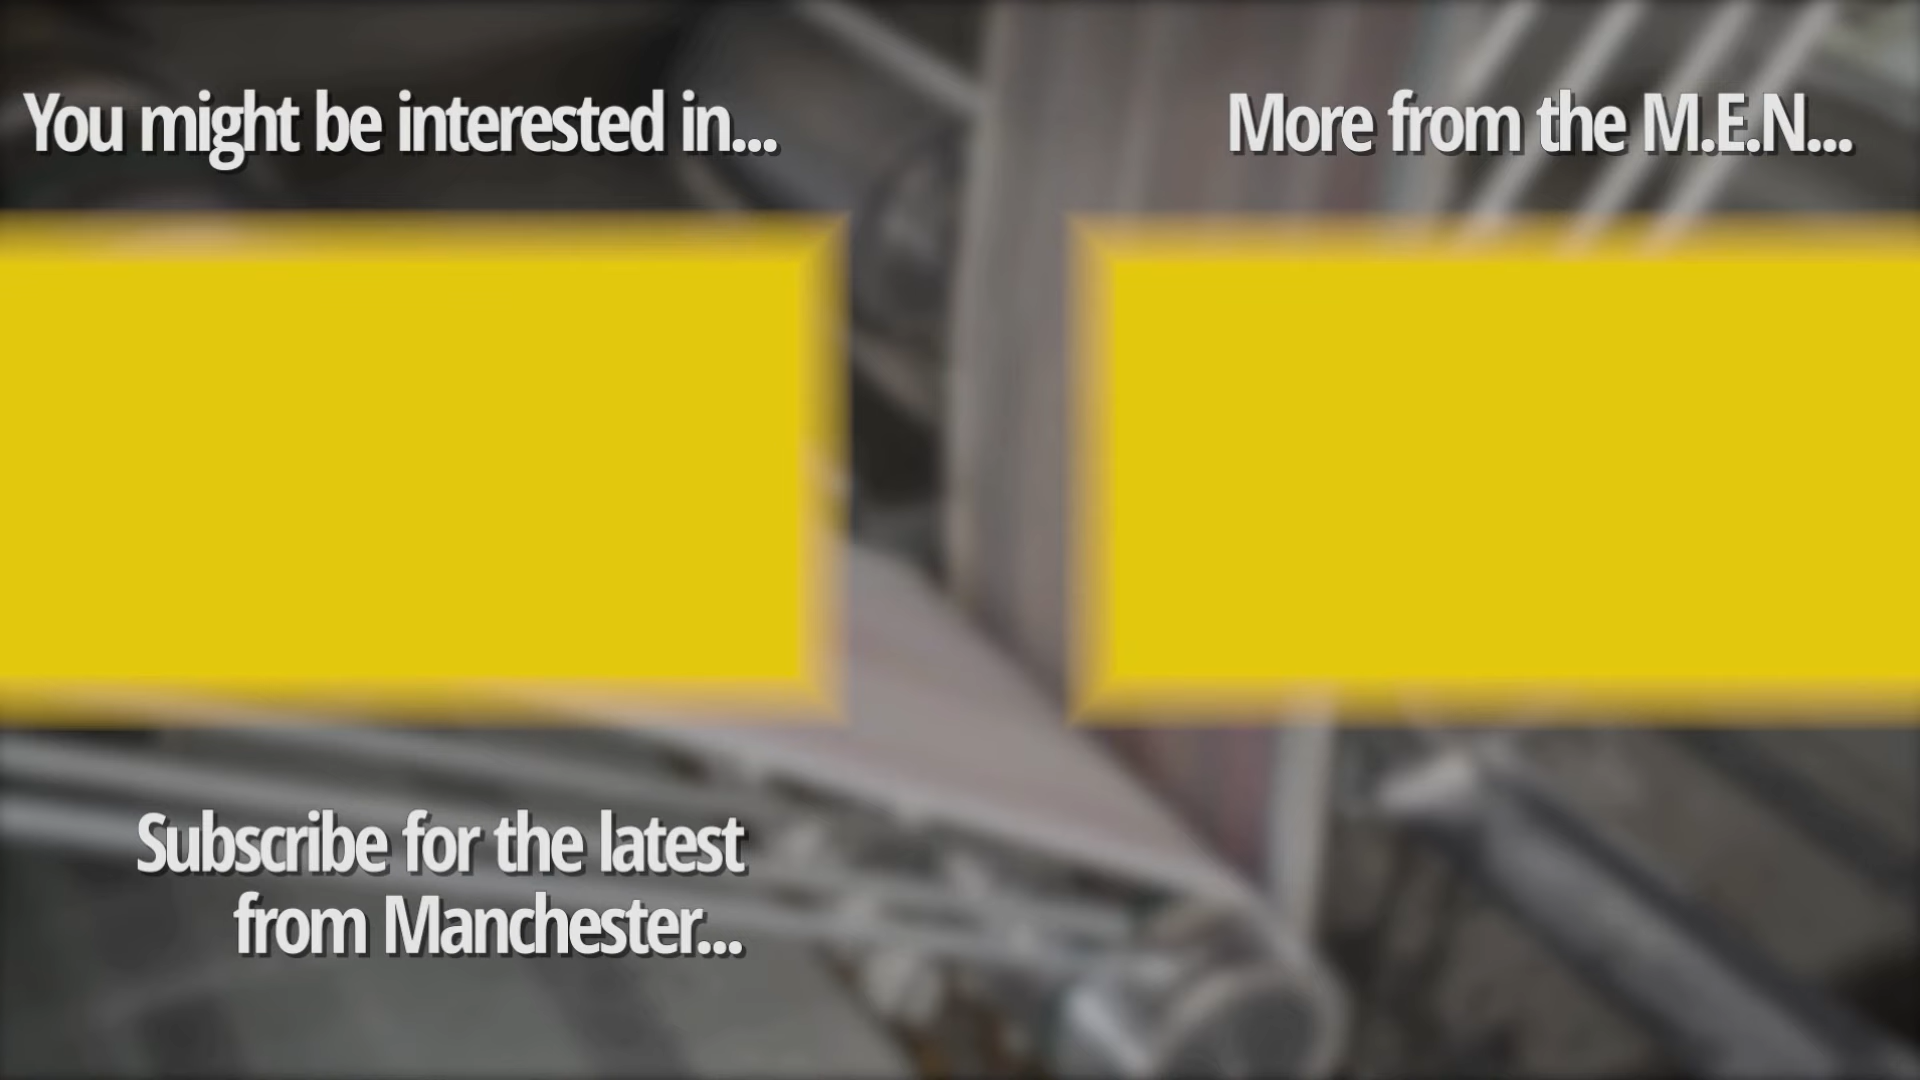 You might be interested in...
More from the M.E.N...
Subscribe for the latest
from Manchester...